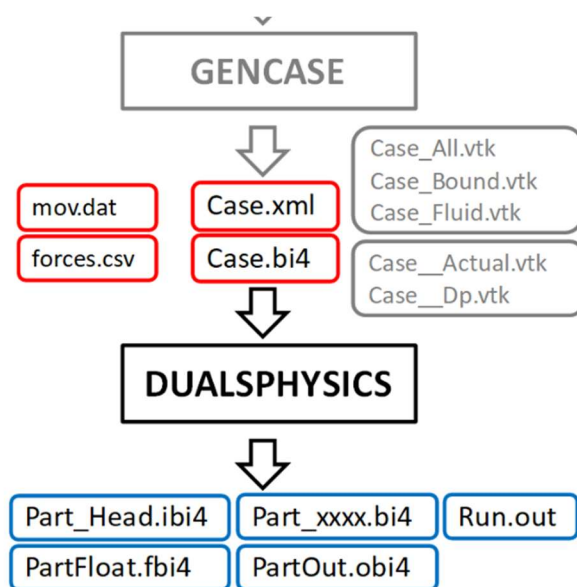 GENCASE
Case_All.vtk
Case_Bound.vtk
Case_Fluid.vtk
mov.dat
Case.xml
forces.csv
Case.bi4
Case__Actual.vtk
Case__Dp.vtk
DUALSPHYSICS
Part_Head.ibi4
Part_xxxx.bi4
Run.out
PartFloat.fbi4
PartOut.obi4